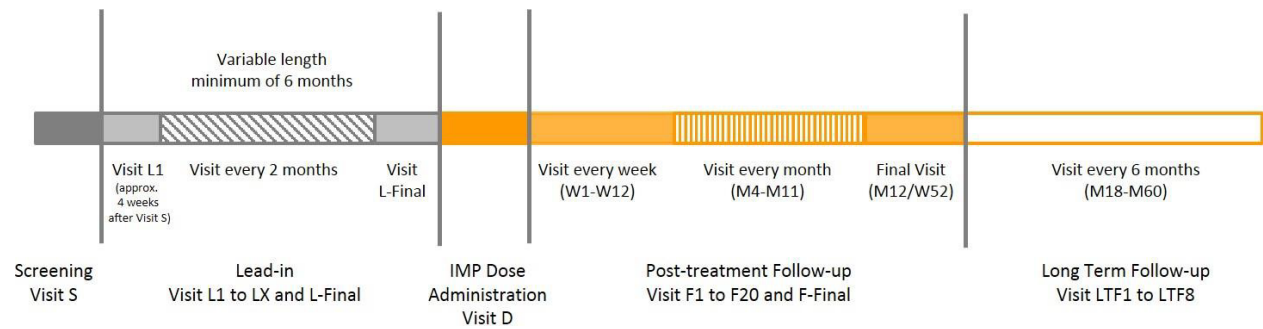 Variable length
minimum of 6 months
Visit L1
(approx.
4 weeks
after Visit S)
Visit every 2 months
Visit
L-Final
Visit every week
(W1-W12)
Visit every month
(M4-M11)
Final Visit
(M12/W52)
Visit every 6 months
(M18-M60)
Screening
Visit S
Lead-in
Visit L1 to LX and L-Final
IMP Dose
Administration
Visit D
Post-treatment Follow-up
Visit F1 to F20 and F-Final
Long Term Follow-up
Visit LTF1 to LTF8